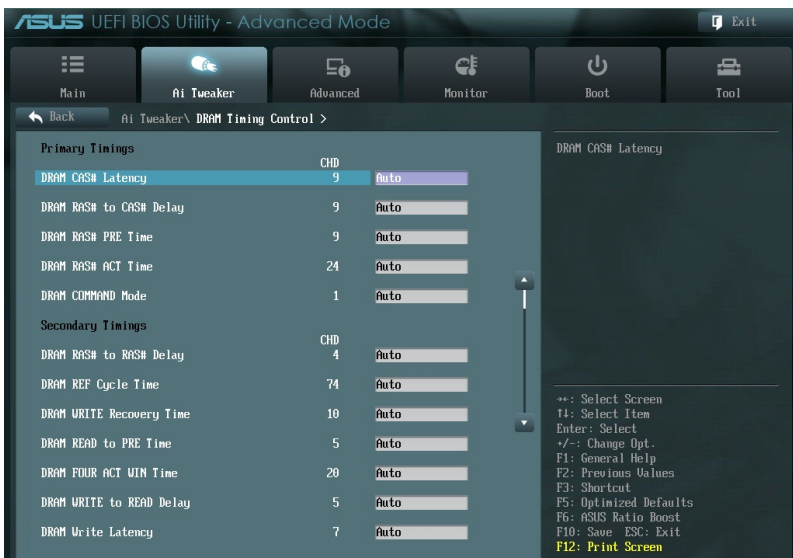 ASUS UEFI BIOS Utility - Advanced Mode
Exit
Main
Ai Tweaker
Advanced
Monitor
Boot
Tool
Back
Ai Tweaker\ DRAM Timing Control >
Primary Timings
CHD
DRAM CAS# Latency 9 Auto
DRAM RAS# to CAS# Delay 9 Auto
DRAM RAS# PRE Time 9 Auto
DRAM RAS# ACT Time 24 Auto
DRAM COMMAND Mode 1 Auto
Secondary Timings
CHD
DRAM RAS# to RAS# Delay 4 Auto
DRAM REF Cycle Time 74 Auto
DRAM WRITE Recovery Time 10 Auto
DRAM READ to PRE Time 5 Auto
DRAM FOUR ACT WIN Time 20 Auto
DRAM WRITE to READ Delay 5 Auto
DRAM Write Latency 7 Auto
DRAM CAS# Latency
→←: Select Screen
↑↓: Select Item
Enter: Select
+/-: Change Opt.
F1: General Help
F2: Previous Values
F3: Shortcut
F5: Optimized Defaults
F6: ASUS Ratio Boost
F10: Save ESC: Exit
F12: Print Screen